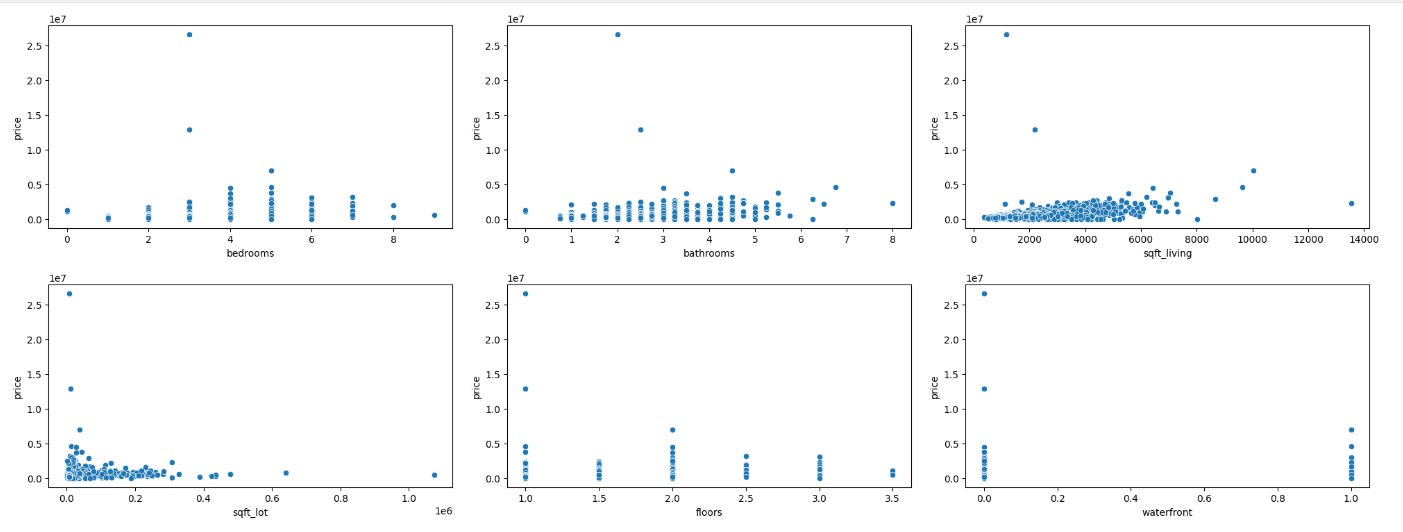 1e7 1e7 1e7
2.5 2.5 2.5
2.0 2.0 2.0
1.5 1.5 1.5
price price price
1.0 1.0 1.0
0.5 0.5 0.5
0.0 0.0 0.0
0 2 4 6 8 0 1 2 3 4 5 6 7 8 0 2000 4000 6000 8000 10000 12000 14000
bedrooms bathrooms sqft_living
1e7 1e7 1e7
2.5 2.5 2.5
2.0 2.0 2.0
1.5 1.5 1.5
price price price
1.0 1.0 1.0
0.5 0.5 0.5
0.0 0.0 0.0
0.0 0.2 0.4 0.6 0.8 1.0 1.0 1.5 2.0 2.5 3.0 3.5 0.0 0.2 0.4 0.6 0.8 1.0
sqft_lot 1e6 floors waterfront